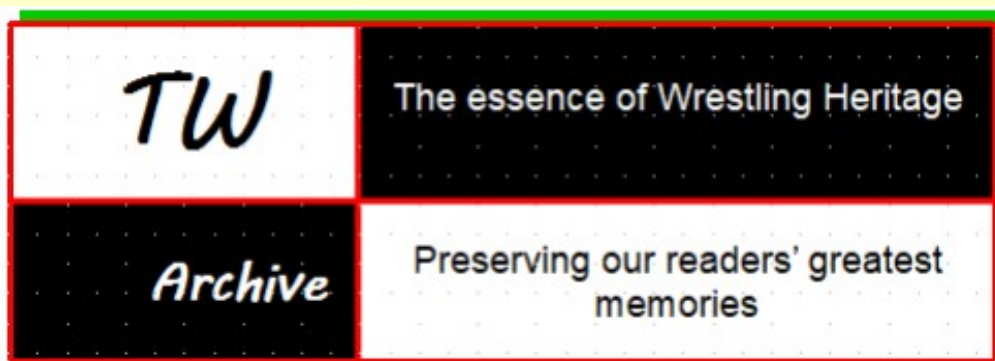 TW
The essence of Wrestling Heritage
Archive
Preserving our readers’ greatest
memories